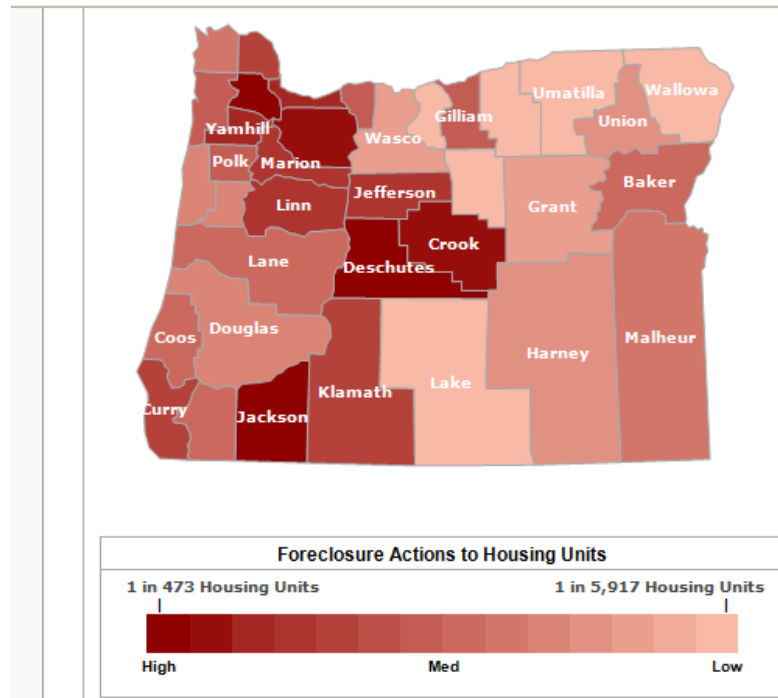 Umatilla
Wallowa
Gilliam
Union
Yamhill
Wasco
Polk
Marion
Baker
Jefferson
Linn
Grant
Crook
Lane
Deschutes
Douglas
Coos
Malheur
Harney
Lake
Klamath
Curry
Jackson
Foreclosure Actions to Housing Units
1 in 473 Housing Units 1 in 5,917 Housing Units
High Med Low